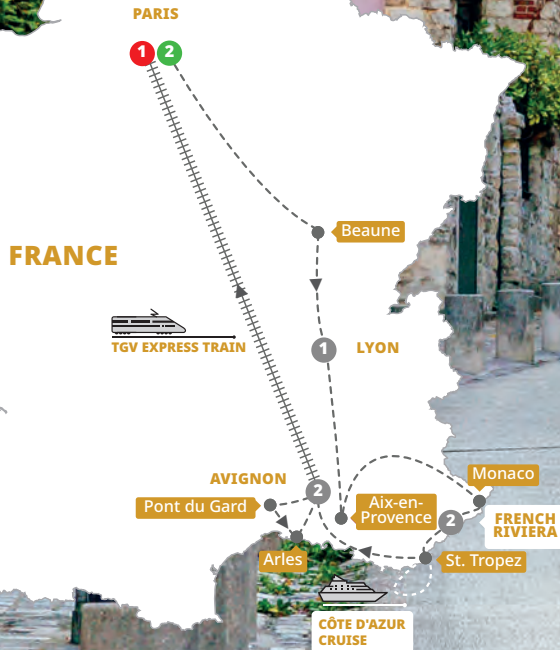 PARIS
1 2
Beaune
FRANCE
TGV EXPRESS TRAIN
1 LYON
AVIGNON
2
Pont du Gard
Arles
Aix-en-
Provence
Monaco
2
FRENCH
RIVIERA
St. Tropez
CÔTE D'AZUR
CRUISE